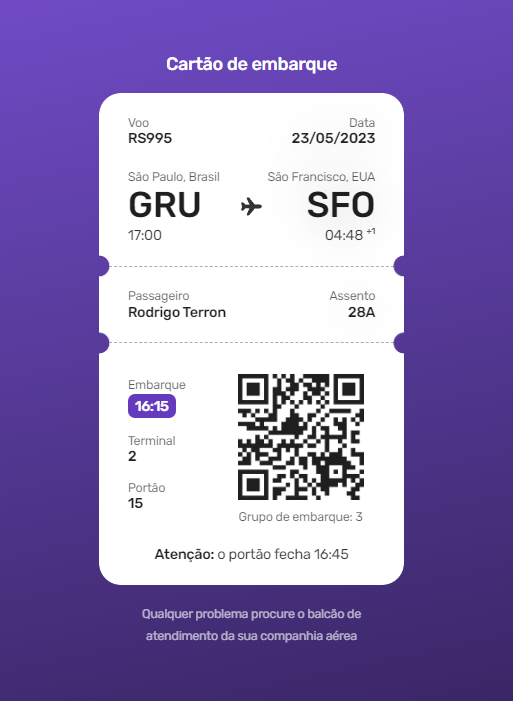 Cartão de embarque
Voo
Data
RS995
23/05/2023
São Paulo, Brasil
São Francisco, EUA
GRU
SFO
17:00
04:48 +1
Passageiro
Assento
Rodrigo Terron
28A
Embarque
16:15
Terminal
2
Portão
15
Grupo de embarque: 3
Atenção: o portão fecha 16:45
Qualquer problema procure o balcão de
atendimento da sua companhia aérea